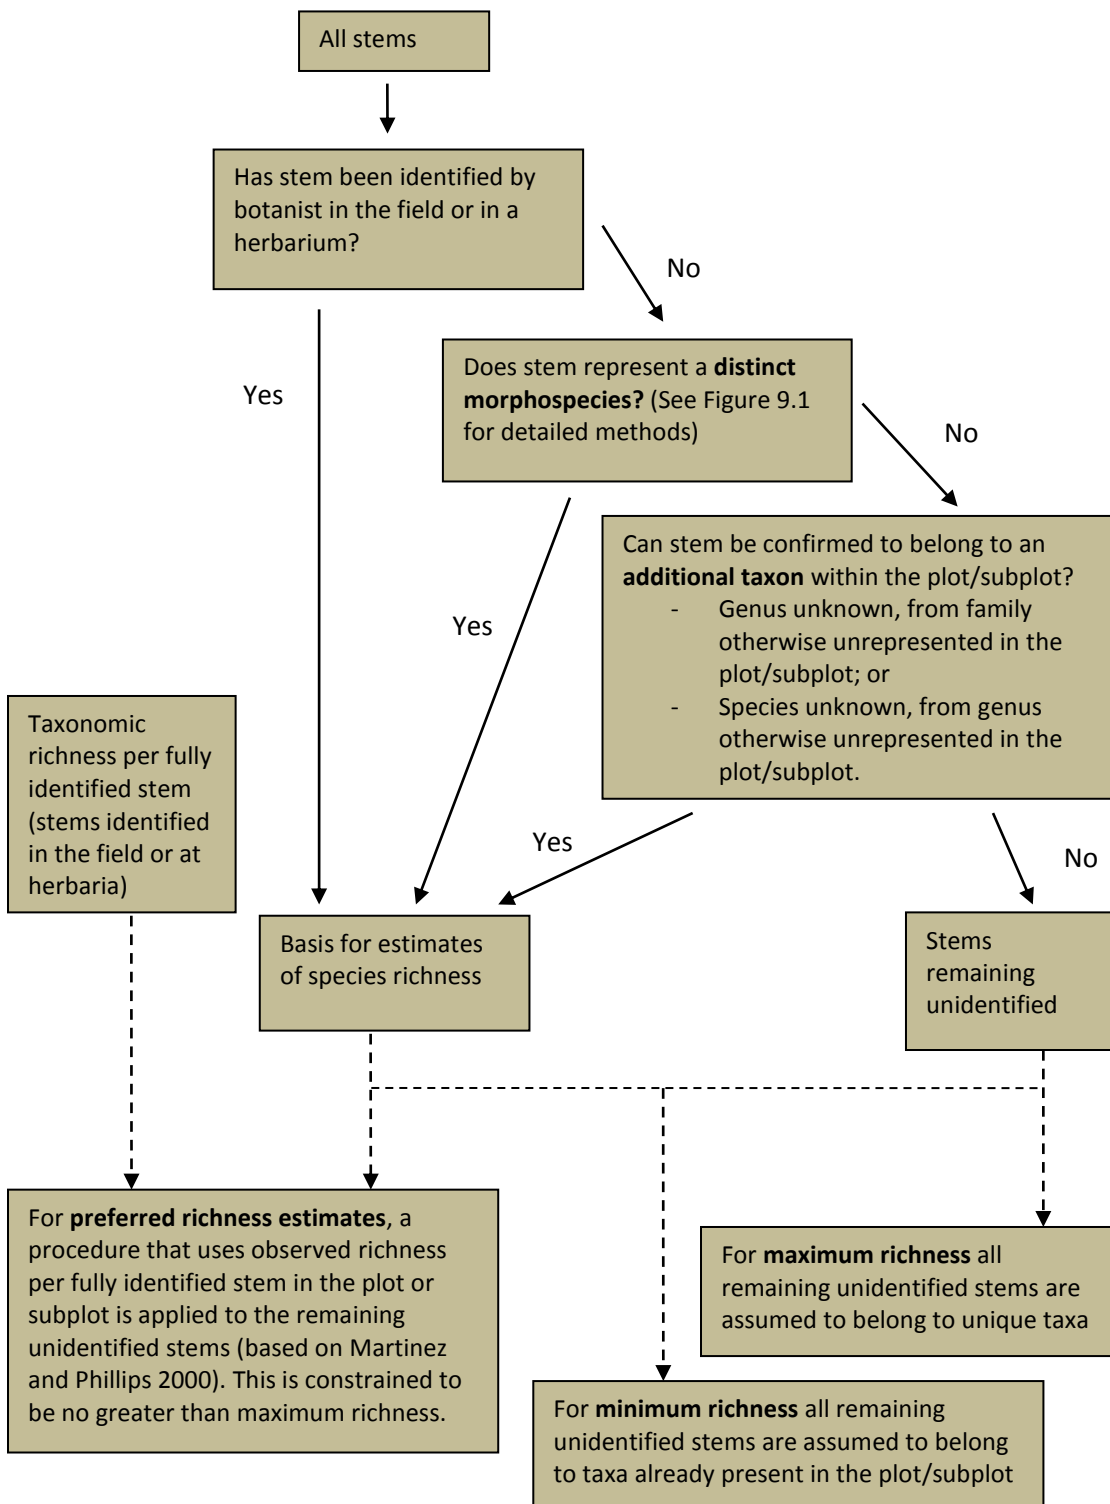 All stems
Has stem been identified by
botanist in the field or in a
herbarium?
No
Does stem represent a distinct
morphospecies? (See Figure 9.1
for detailed methods)
Yes
No
Can stem be confirmed to belong to an
additional taxon within the plot/subplot?
- Genus unknown, from family
otherwise unrepresented in the
plot/subplot; or
- Species unknown, from genus
otherwise unrepresented in the
plot/subplot.
Yes
Taxonomic
richness per fully
identified stem
(stems identified
in the field or at
herbaria)
Yes
No
Basis for estimates
of species richness
Stems
remaining
unidentified
For preferred richness estimates, a
procedure that uses observed richness
per fully identified stem in the plot or
subplot is applied to the remaining
unidentified stems (based on Martinez
and Phillips 2000). This is constrained to
be no greater than maximum richness.
For maximum richness all
remaining unidentified stems are
assumed to belong to unique taxa
For minimum richness all remaining
unidentified stems are assumed to belong
to taxa already present in the plot/subplot